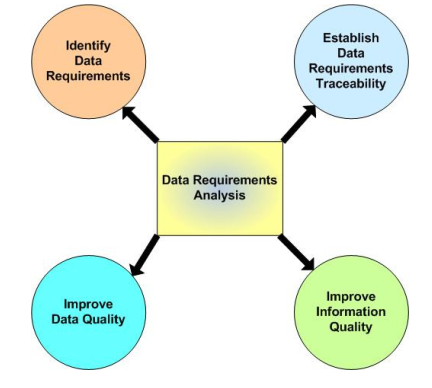 Identify
Data
Requirements
Establish
Data
Requirements
Traceability
Data Requirements
Analysis
Improve
Data Quality
Improve
Information
Quality